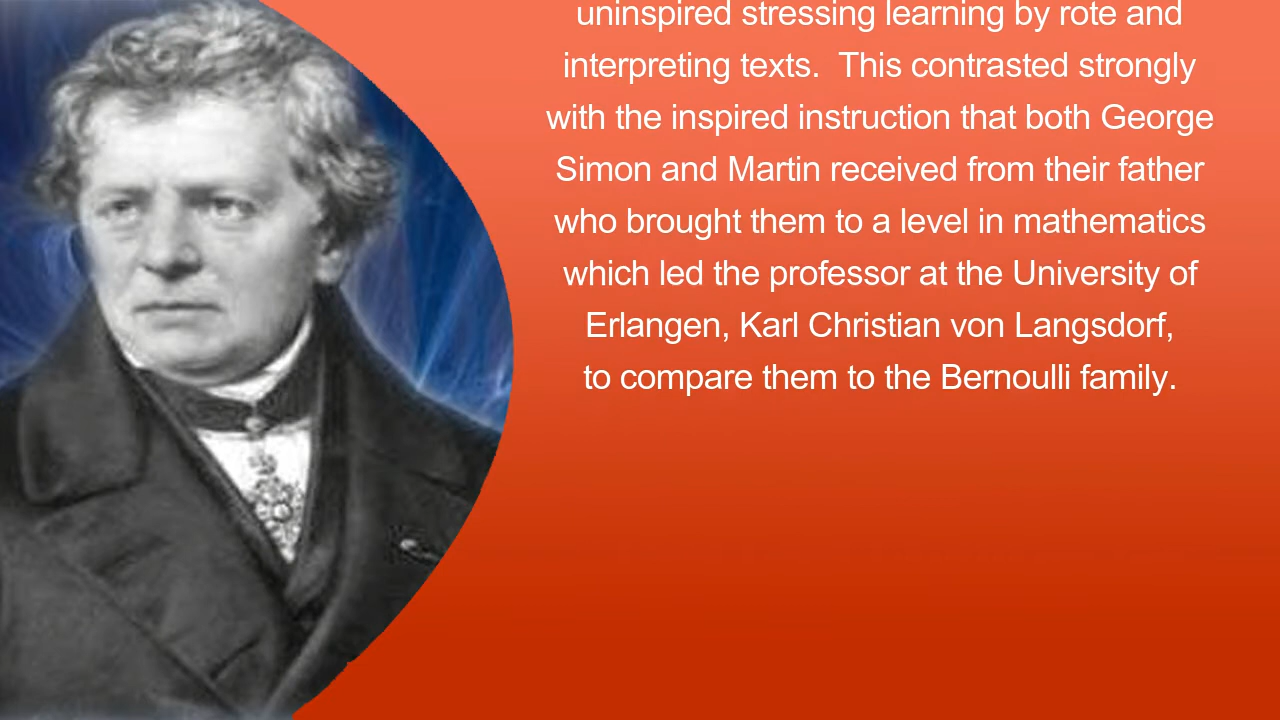 uninspired stressing learning by rote and
interpreting texts.  This contrasted strongly
with the inspired instruction that both George
Simon and Martin received from their father
who brought them to a level in mathematics
which led the professor at the University of
Erlangen, Karl Christian von Langsdorf,
to compare them to the Bernoulli family.